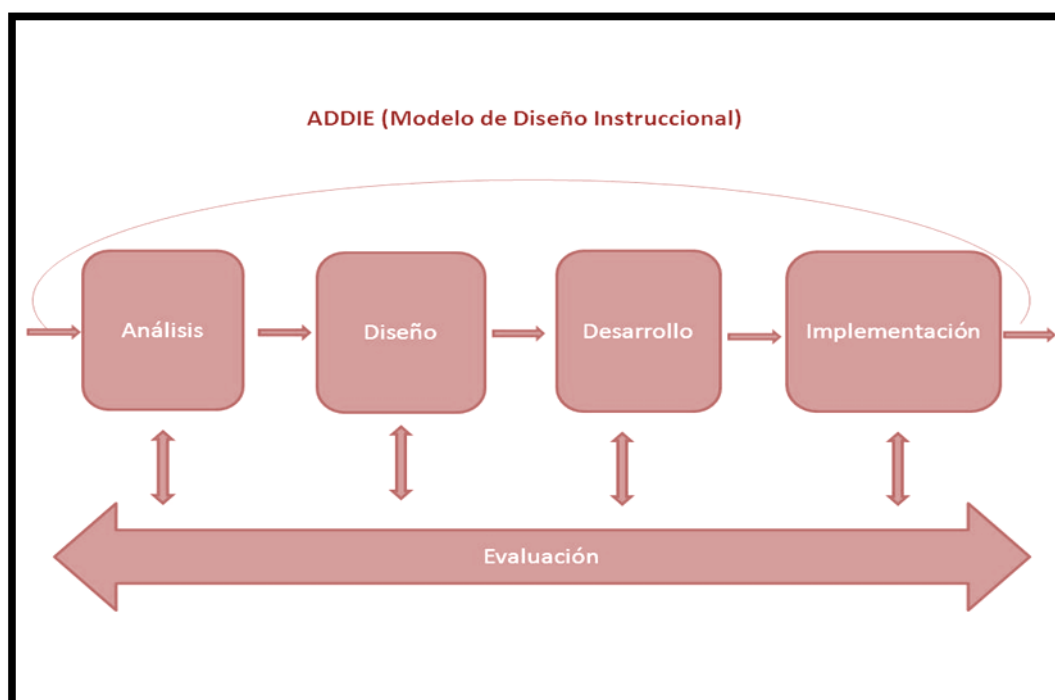 ADDIE (Modelo de Diseño Instruccional)
Análisis
Diseño
Desarrollo
Implementación
Evaluación